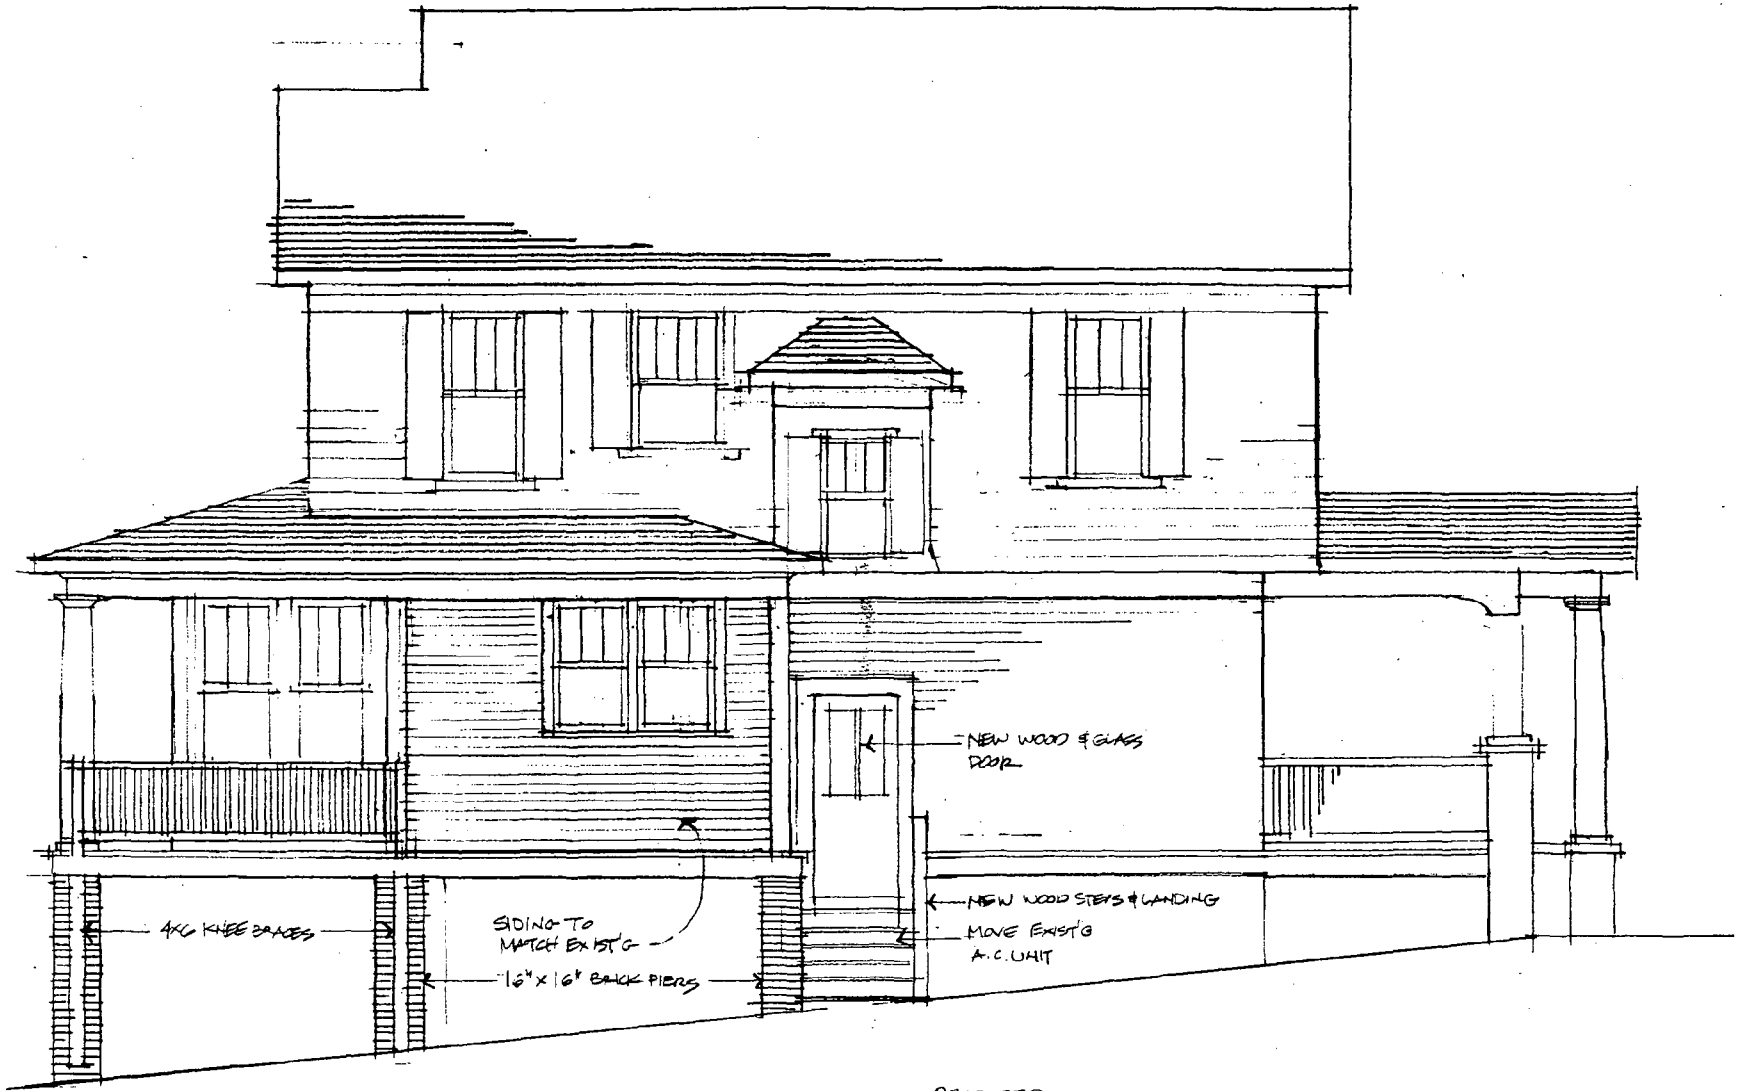 NEW WOOD & GLASS
DOOR
4x6 KNEE BRACES
SIDING TO
MATCH EXIST'G
16" x 16" BRICK PIERS
NEW WOOD STEPS & LANDING
MOVE EXIST'G
A.C. UNIT